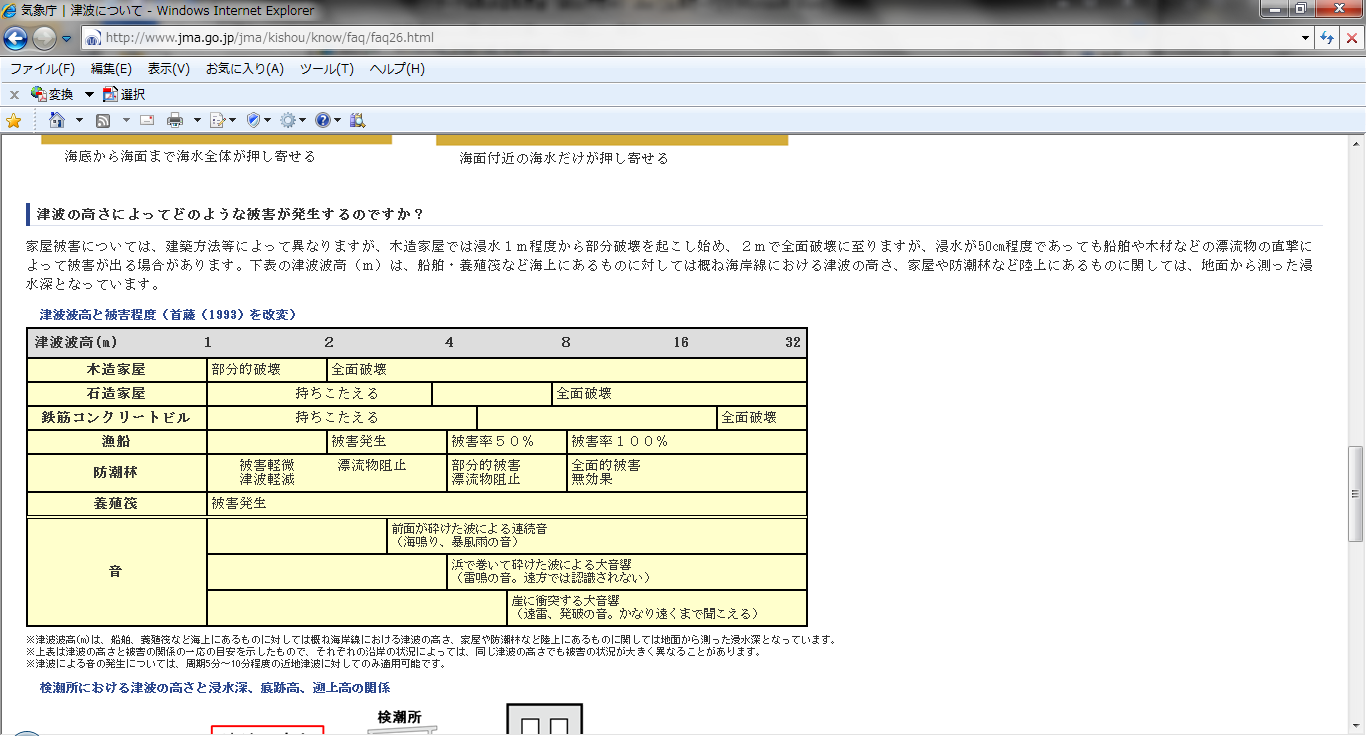 気象庁 | 津波について - Windows Internet Explorer
http://www.jma.go.jp/jma/kishou/know/faq/faq26.html
ファイル(F) 編集(E) 表示(V) お気に入り(A) ツール(T) ヘルプ(H)
x 変換 選択
海底から海面まで海水全体が押し寄せる 海面付近の海水だけが押し寄せる
津波の高さによってどのような被害が発生するのですか？
家屋被害については、建築方法等によって異なりますが、木造家屋では浸水１ｍ程度から部分破壊を起こし始め、２ｍで全面破壊に至りますが、浸水が50㎝程度であっても船舶や木材などの漂流物の直撃に
よって被害が出る場合があります。下表の津波波高（ｍ）は、船舶・養殖筏など海上にあるものに対しては概ね海岸線における津波の高さ、家屋や防潮林など陸上にあるものに関しては、地面から測った浸
水深となっています。
津波波高と被害程度（首藤（1993）を改変）
津波波高(m) 1 2 4 8 16 32
木造家屋 部分的破壊 全面破壊
石造家屋 持ちこたえる 全面破壊
鉄筋コンクリートビル 持ちこたえる 全面破壊
漁船 被害発生 被害率５０％ 被害率１００％
防潮林 被害軽微 漂流物阻止 部分的被害 全面的被害
津波軽減 漂流物阻止 無効果
養殖筏 被害発生
音 前面が砕けた波による連続音
（海鳴り、暴風雨の音）
浜で巻いて砕けた波による大音響
（雷鳴の音。遠方では認識されない）
崖に衝突する大音響
（遠雷、発破の音。かなり遠くまで聞こえる）
※津波波高(m)は、船舶、養殖筏など海上にあるものに対しては概ね海岸線における津波の高さ、家屋や防潮林など陸上にあるものに関しては地面から測った浸水深となっています。
※上表は津波の高さと被害の関係の一応の目安を示したもので、それぞれの沿岸の状況によっては、同じ津波の高さでも被害の状況が大きく異なることがあります。
※津波による音の発生については、周期5分～10分程度の近地津波に対してのみ適用可能です。
検潮所における津波の高さと浸水深、痕跡高、遡上高の関係
検潮所